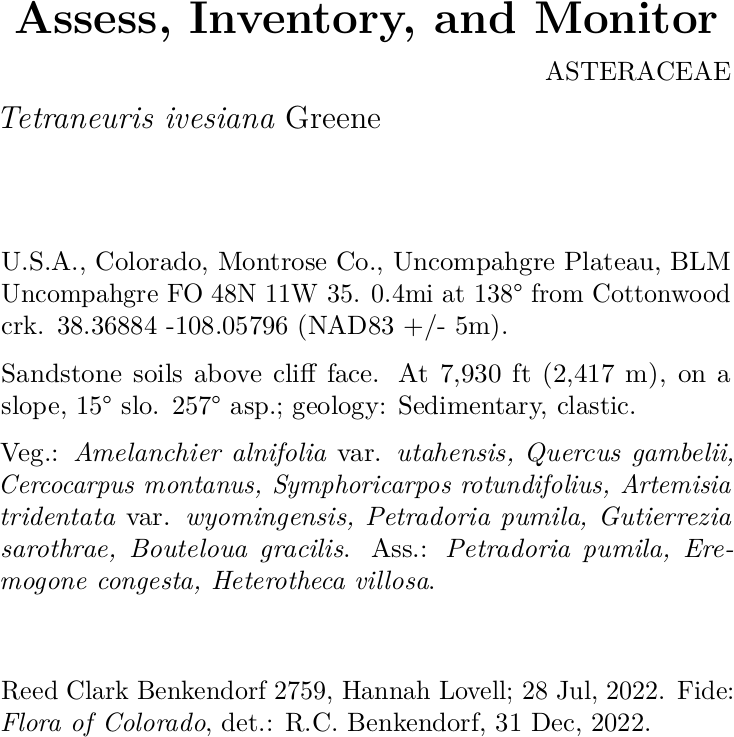 Assess, Inventory, and Monitor
ASTERACEAE
Tetraneuris ivesiana Greene
U.S.A., Colorado, Montrose Co., Uncompahgre Plateau, BLM
Uncompahgre FO 48N 11W 35. 0.4mi at 138° from Cottonwood
crk. 38.36884 -108.05796 (NAD83 +/- 5m).
Sandstone soils above cliff face. At 7,930 ft (2,417 m), on a
slope, 15° slo. 257° asp.; geology: Sedimentary, clastic.
Veg.: Amelanchier alnifolia var. utahensis, Quercus gambelii,
Cercocarpus montanus, Symphoricarpos rotundifolius, Artemisia
tridentata var. wyomingensis, Petradoria pumila, Gutierrezia
sarothrae, Bouteloua gracilis. Ass.: Petradoria pumila, Ere-
mogone congesta, Heterotheca villosa.
Reed Clark Benkendorf 2759, Hannah Lovell; 28 Jul, 2022. Fide:
Flora of Colorado, det.: R.C. Benkendorf, 31 Dec, 2022.